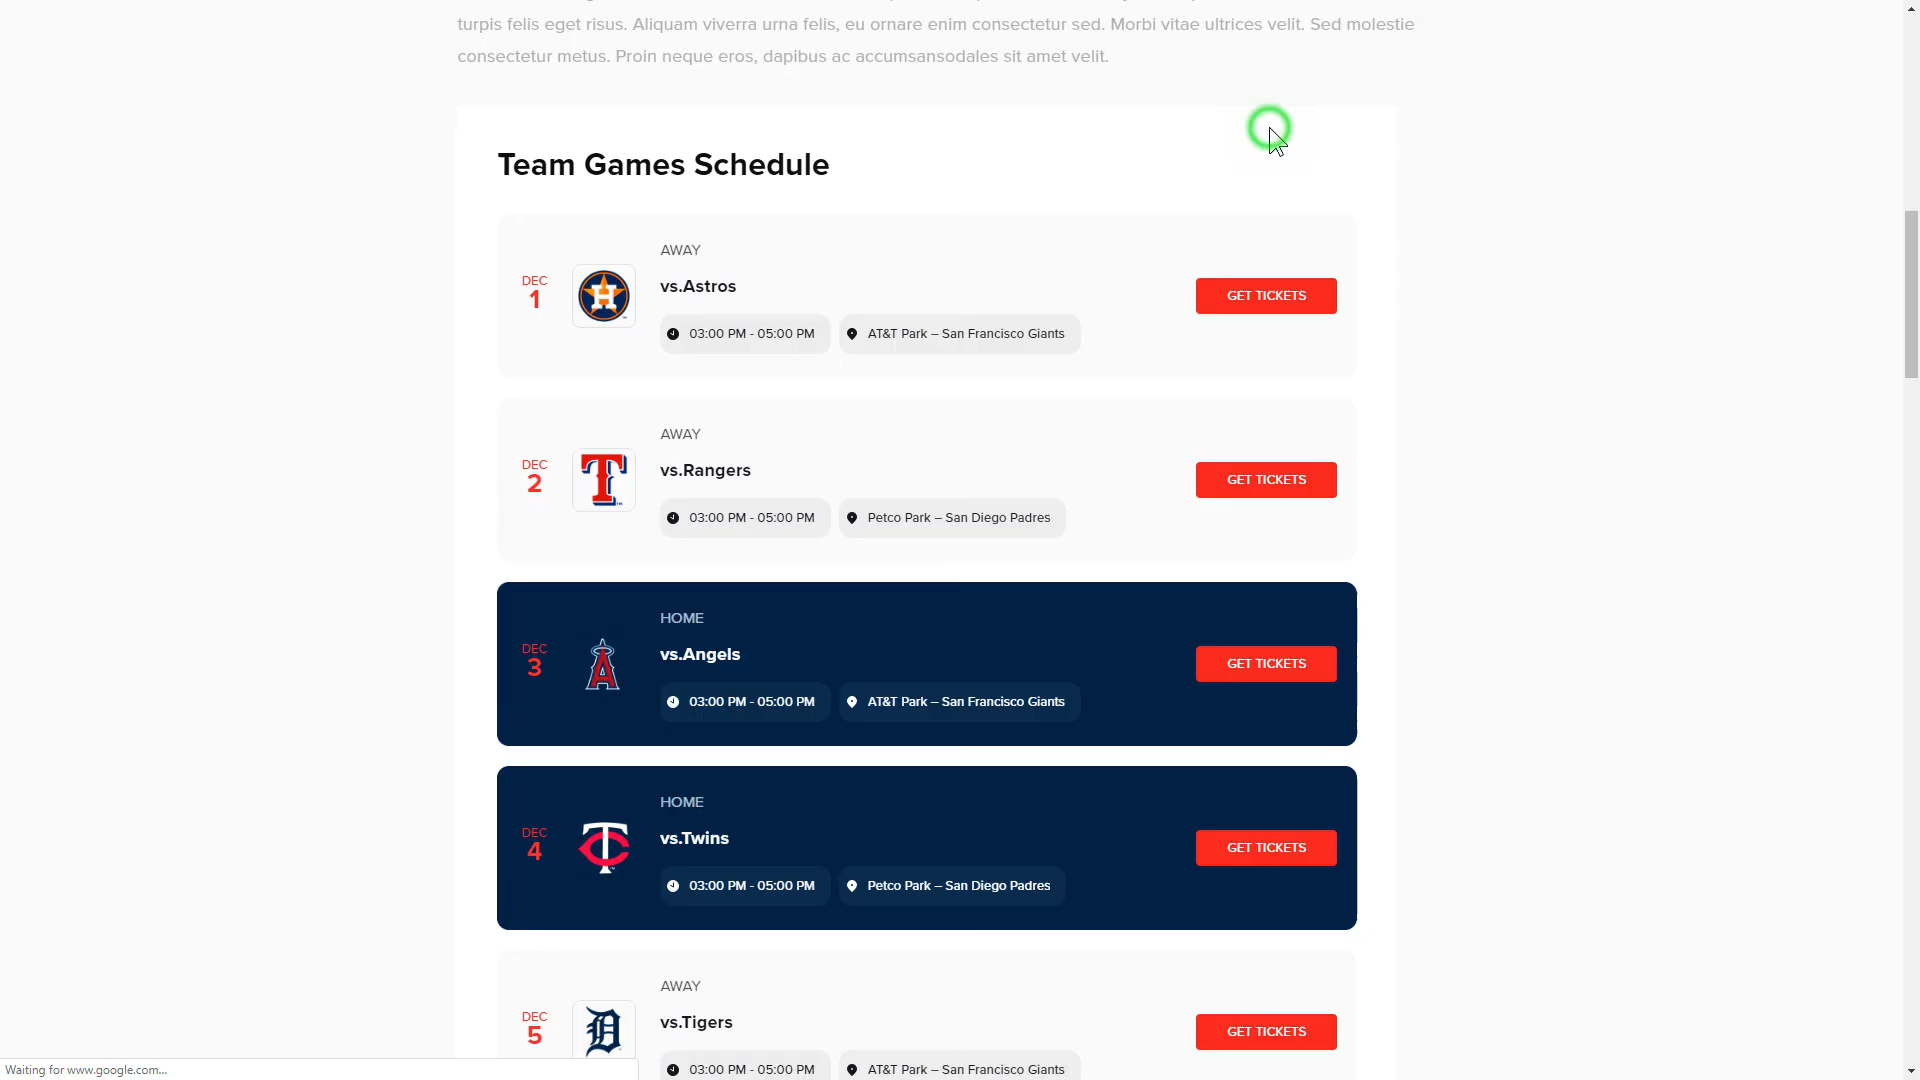 turpis felis eget risus. Aliquam viverra urna felis, eu ornare enim consectetur sed. Morbi vitae ultrices velit. Sed molestie
consectetur metus. Proin neque eros, dapibus ac accumsansodales sit amet velit.
Team Games Schedule
AWAY
DEC
1
H
vs.Astros
GET TICKETS
03:00 PM - 05:00 PM
AT&T Park – San Francisco Giants
AWAY
DEC
2
T
vs.Rangers
GET TICKETS
03:00 PM - 05:00 PM
Petco Park – San Diego Padres
HOME
DEC
3
A
vs.Angels
GET TICKETS
03:00 PM - 05:00 PM
AT&T Park – San Francisco Giants
HOME
DEC
4
TC
vs.Twins
GET TICKETS
03:00 PM - 05:00 PM
Petco Park – San Diego Padres
AWAY
DEC
5
D
vs.Tigers
GET TICKETS
03:00 PM - 05:00 PM
AT&T Park – San Francisco Giants
Waiting for www.google.com...